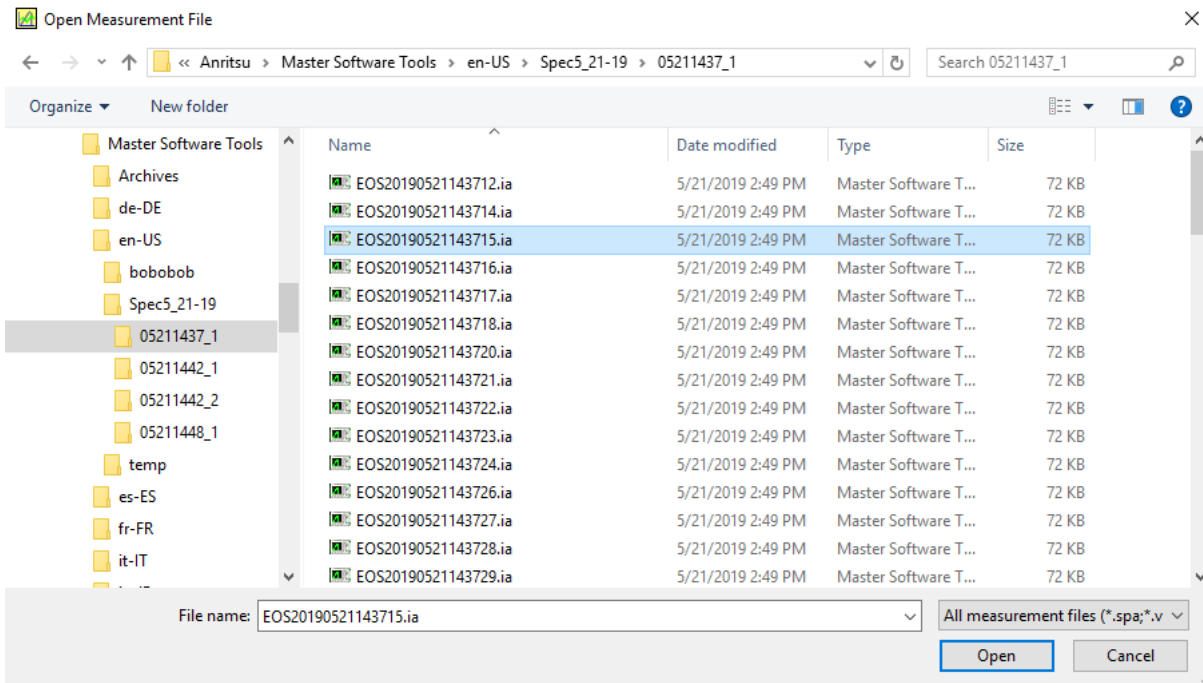 Open Measurement File
« Anritsu > Master Software Tools > en-US > Spec5_21-19 > 05211437_1
Search 05211437_1
Organize New folder
Master Software Tools
Archives
de-DE
en-US
bobobob
Spec5_21-19
05211437_1
05211442_1
05211442_2
05211448_1
temp
es-ES
fr-FR
it-IT
Name Date modified Type Size
EOS20190521143712.ia 5/21/2019 2:49 PM Master Software T... 72 KB
EOS20190521143714.ia 5/21/2019 2:49 PM Master Software T... 72 KB
EOS20190521143715.ia 5/21/2019 2:49 PM Master Software T... 72 KB
EOS20190521143716.ia 5/21/2019 2:49 PM Master Software T... 72 KB
EOS20190521143717.ia 5/21/2019 2:49 PM Master Software T... 72 KB
EOS20190521143718.ia 5/21/2019 2:49 PM Master Software T... 72 KB
EOS20190521143720.ia 5/21/2019 2:49 PM Master Software T... 72 KB
EOS20190521143721.ia 5/21/2019 2:49 PM Master Software T... 72 KB
EOS20190521143722.ia 5/21/2019 2:49 PM Master Software T... 72 KB
EOS20190521143723.ia 5/21/2019 2:49 PM Master Software T... 72 KB
EOS20190521143724.ia 5/21/2019 2:49 PM Master Software T... 72 KB
EOS20190521143726.ia 5/21/2019 2:49 PM Master Software T... 72 KB
EOS20190521143727.ia 5/21/2019 2:49 PM Master Software T... 72 KB
EOS20190521143728.ia 5/21/2019 2:49 PM Master Software T... 72 KB
EOS20190521143729.ia 5/21/2019 2:49 PM Master Software T... 72 KB
File name: EOS20190521143715.ia All measurement files (*.spa;*.v
Open Cancel